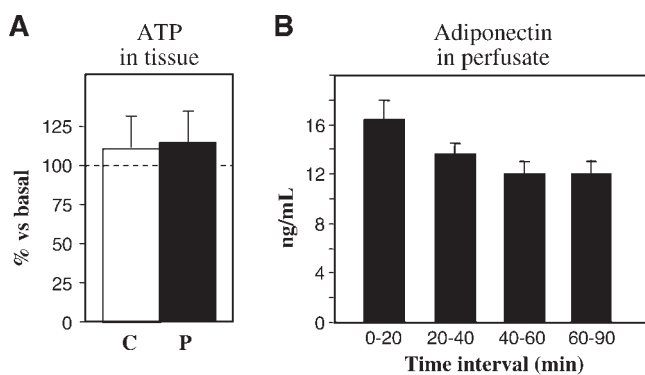 A
ATP
in tissue
% vs basal
125
100
75
50
25
0
C P
B
Adiponectin
in perfusate
ng/mL
16
12
8
4
0
0-20 20-40 40-60 60-90
Time interval (min)